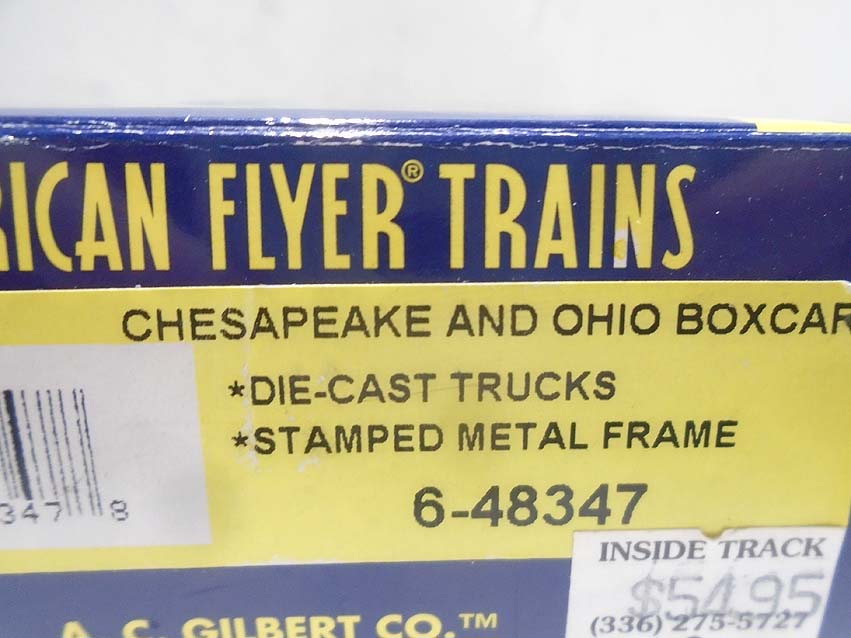 RICAN FLYER® TRAINS
CHESAPEAKE AND OHIO BOXCAR
*DIE-CAST TRUCKS
*STAMPED METAL FRAME
347 8
6-48347
INSIDE TRACK
$54.95
(336) 275-5727
A. C. GILBERT CO.™